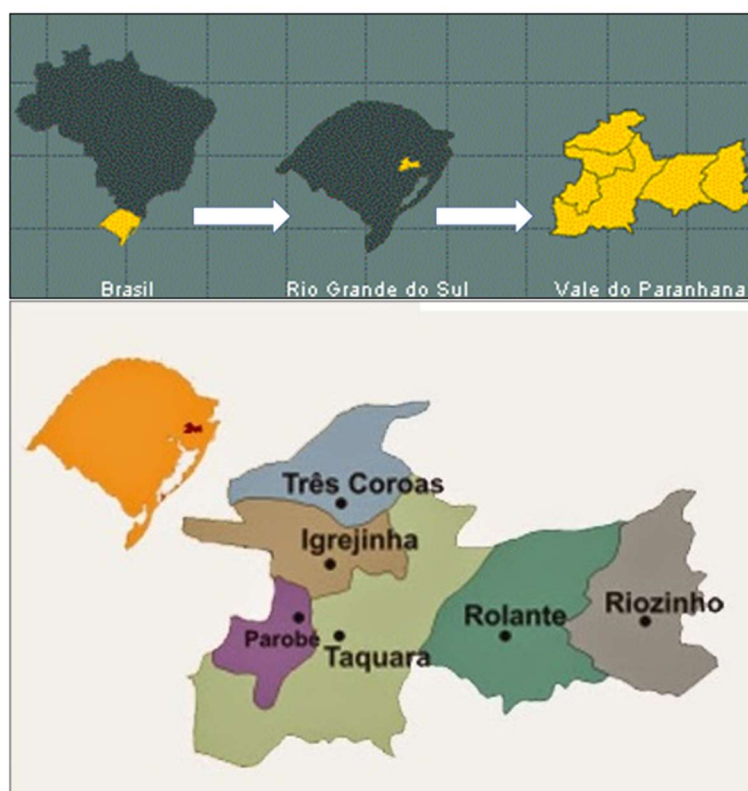 Brasil
Rio Grande do Sul
Vale do Paranhana
Três Coroas
Igrejinha
Parobé
Taquara
Rolante
Riozinho